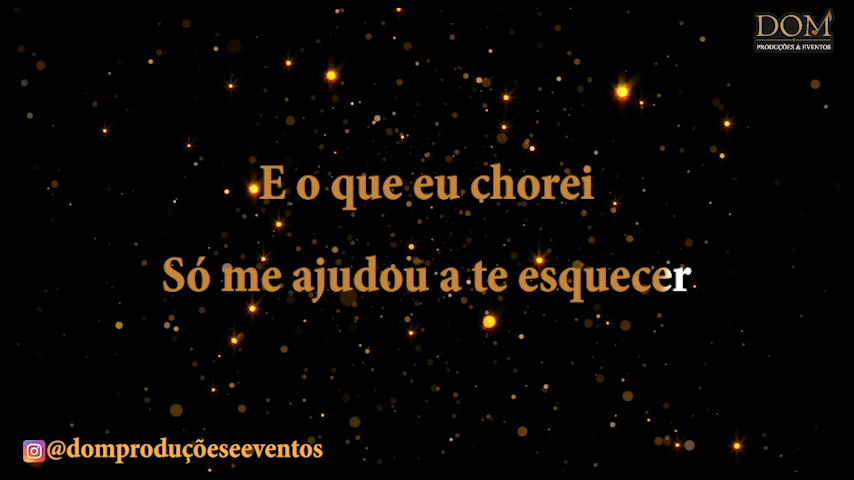 DOM
PRODUÇÕES & EVENTOS
E o que eu chorei
Só me ajudou a te esquecer
@domproduçõeseeventos